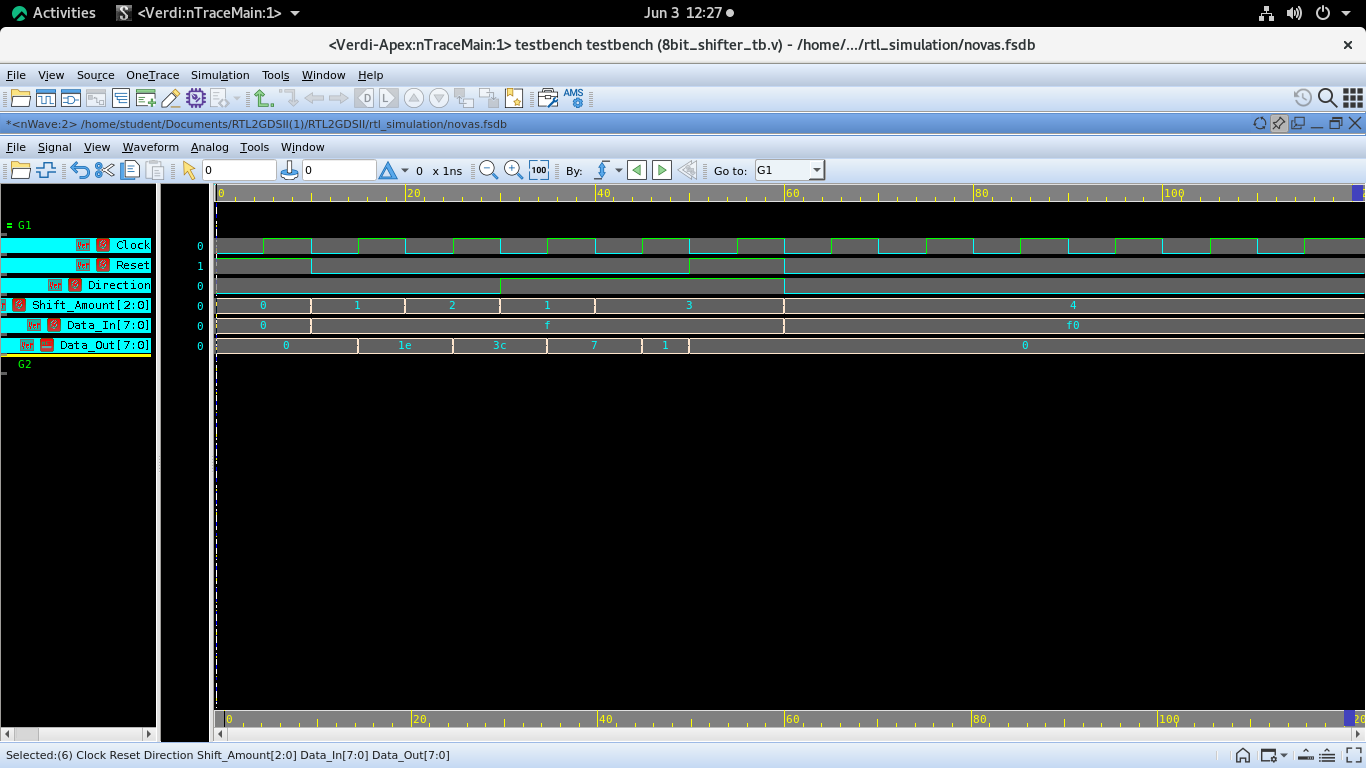 Activities <Verdi:nTraceMain:1> Jun 3 12:27
<Verdi-Apex:nTraceMain:1> testbench testbench (8bit_shifter_tb.v) - /home/.../rtl_simulation/novas.fsdb
File View Source OneTrace Simulation Tools Window Help
D L AMS
*<nWave:2> /home/student/Documents/RTL2GDSII(1)/RTL2GDSII/rtl_simulation/novas.fsdb
File Signal View Waveform Analog Tools Window
0 0 0 x 1ns 100 By: Go to: G1
0 20 40 60 80 100
= G1
Clock 0
Reset 1
Direction 0
Shift_Amount[2:0] 0 0 1 2 1 3 4
Data_In[7:0] 0 0 f f0
Data_Out[7:0] 0 0 1e 3c 7 1 0
G2
0 20 40 60 80 100
Selected:(6) Clock Reset Direction Shift_Amount[2:0] Data_In[7:0] Data_Out[7:0]